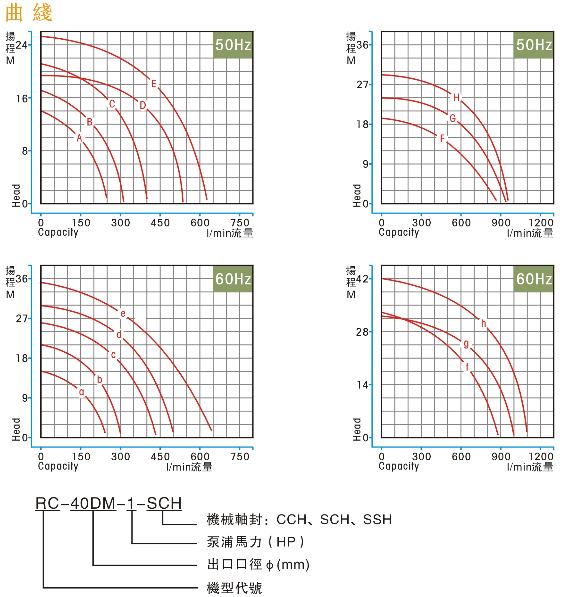 曲 綫
揚程 M
24
16
8
0
Head
50Hz
A
B
C
D
E
0 150 300 450 600 750
Capacity l/min流量
揚程 M
36
27
18
9
0
Head
50Hz
H
G
F
0 300 600 900 1200
Capacity l/min流量
揚程 M
36
27
18
9
0
Head
60Hz
e
d
c
b
a
0 150 300 450 600 750
Capacity l/min流量
揚程 M
42
28
14
0
Head
60Hz
h
g
f
0 300 600 900 1200
Capacity l/min流量
RC-40DM-1-SCH
機械軸封：CCH、SCH、SSH
泵浦馬力（HP）
出口口徑φ(mm)
機型代號